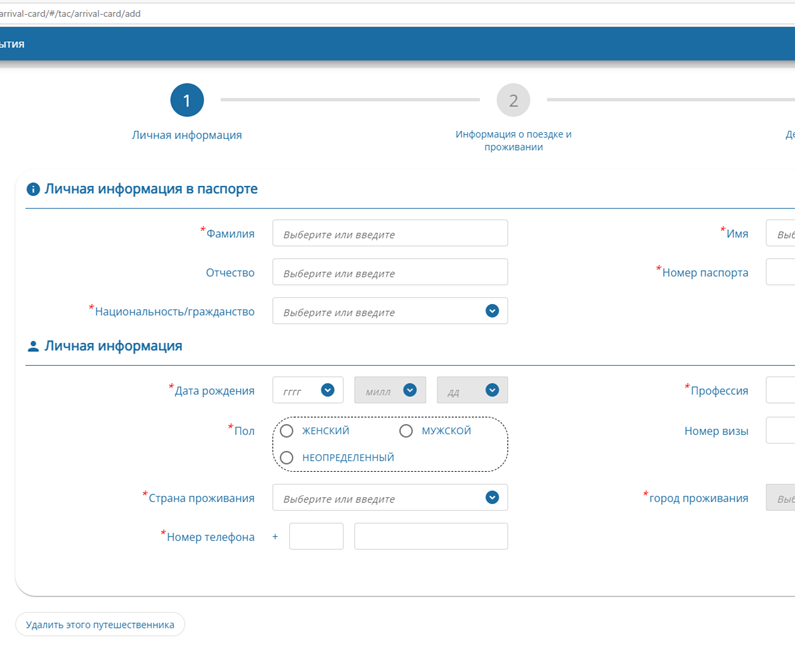 arrival-card/#/tac/arrival-card/add
ытия
1
2
Личная информация
Информация о поездке и
проживании
Де
Личная информация в паспорте
*Фамилия
Выберите или введите
*Имя
Выб
Отчество
Выберите или введите
*Номер паспорта
*Национальность/гражданство
Выберите или введите
Личная информация
*Дата рождения
гггг
милл
дд
*Профессия
*Пол
ЖЕНСКИЙ
МУЖСКОЙ
Номер визы
НЕОПРЕДЕЛЕННЫЙ
*Страна проживания
Выберите или введите
*город проживания
Выб
*Номер телефона
+
Удалить этого путешественника